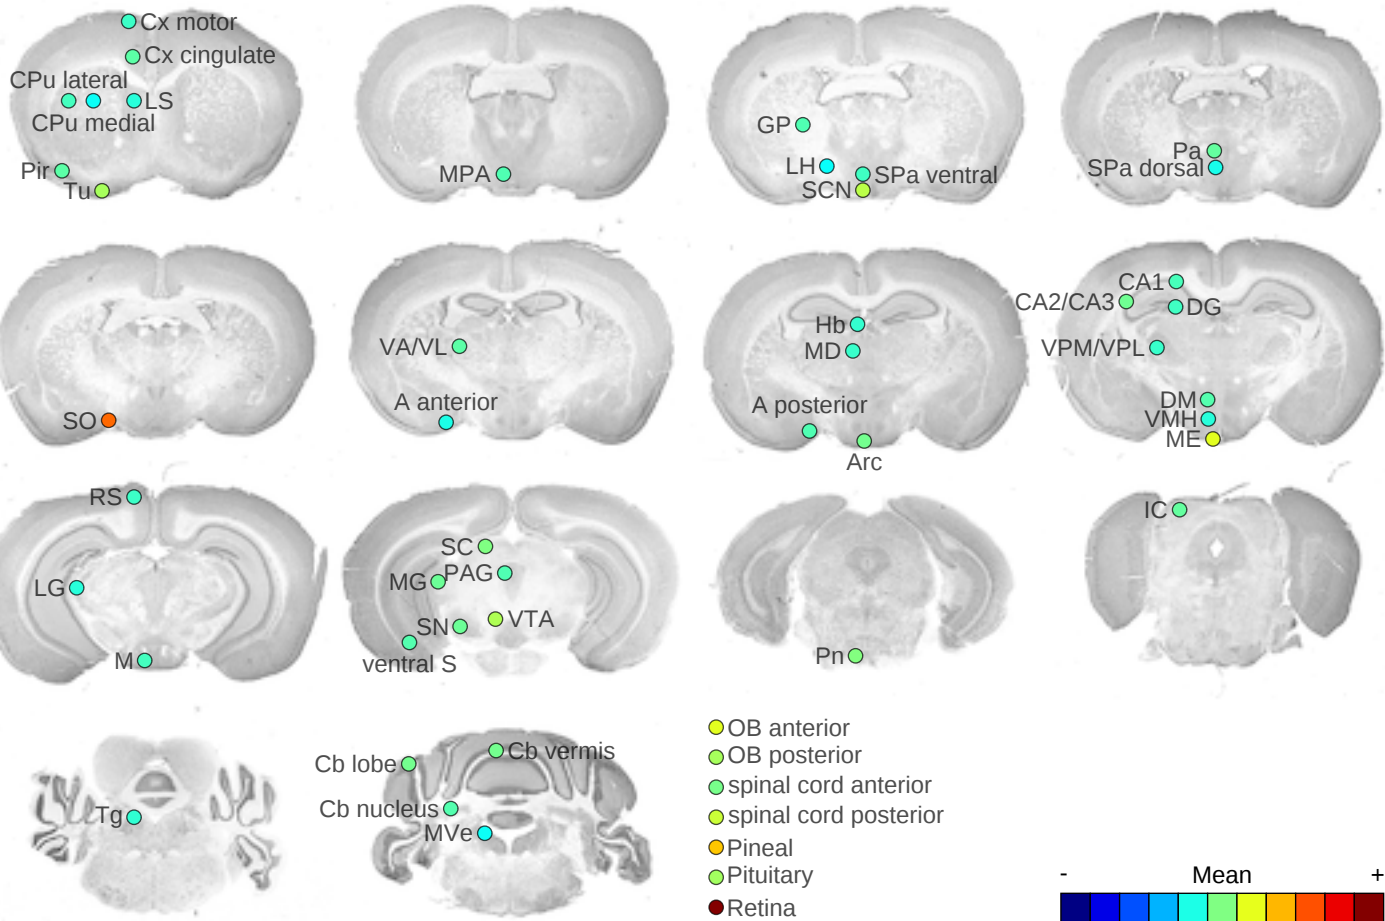 Cx motor
Cx cingulate
CPu lateral
LS
CPu medial
Pir
Tu
MPA
GP
LH
SPa ventral
SCN
Pa
SPa dorsal
SO
VA/VL
A anterior
Hb
MD
A posterior
Arc
CA1
CA2/CA3
DG
VPM/VPL
DM
VMH
ME
RS
LG
M
SC
MG
PAG
SN
VTA
ventral S
Pn
IC
Tg
Cb lobe
Cb vermis
Cb nucleus
MVe
OB anterior
OB posterior
spinal cord anterior
spinal cord posterior
Pineal
Pituitary
Retina
- Mean +